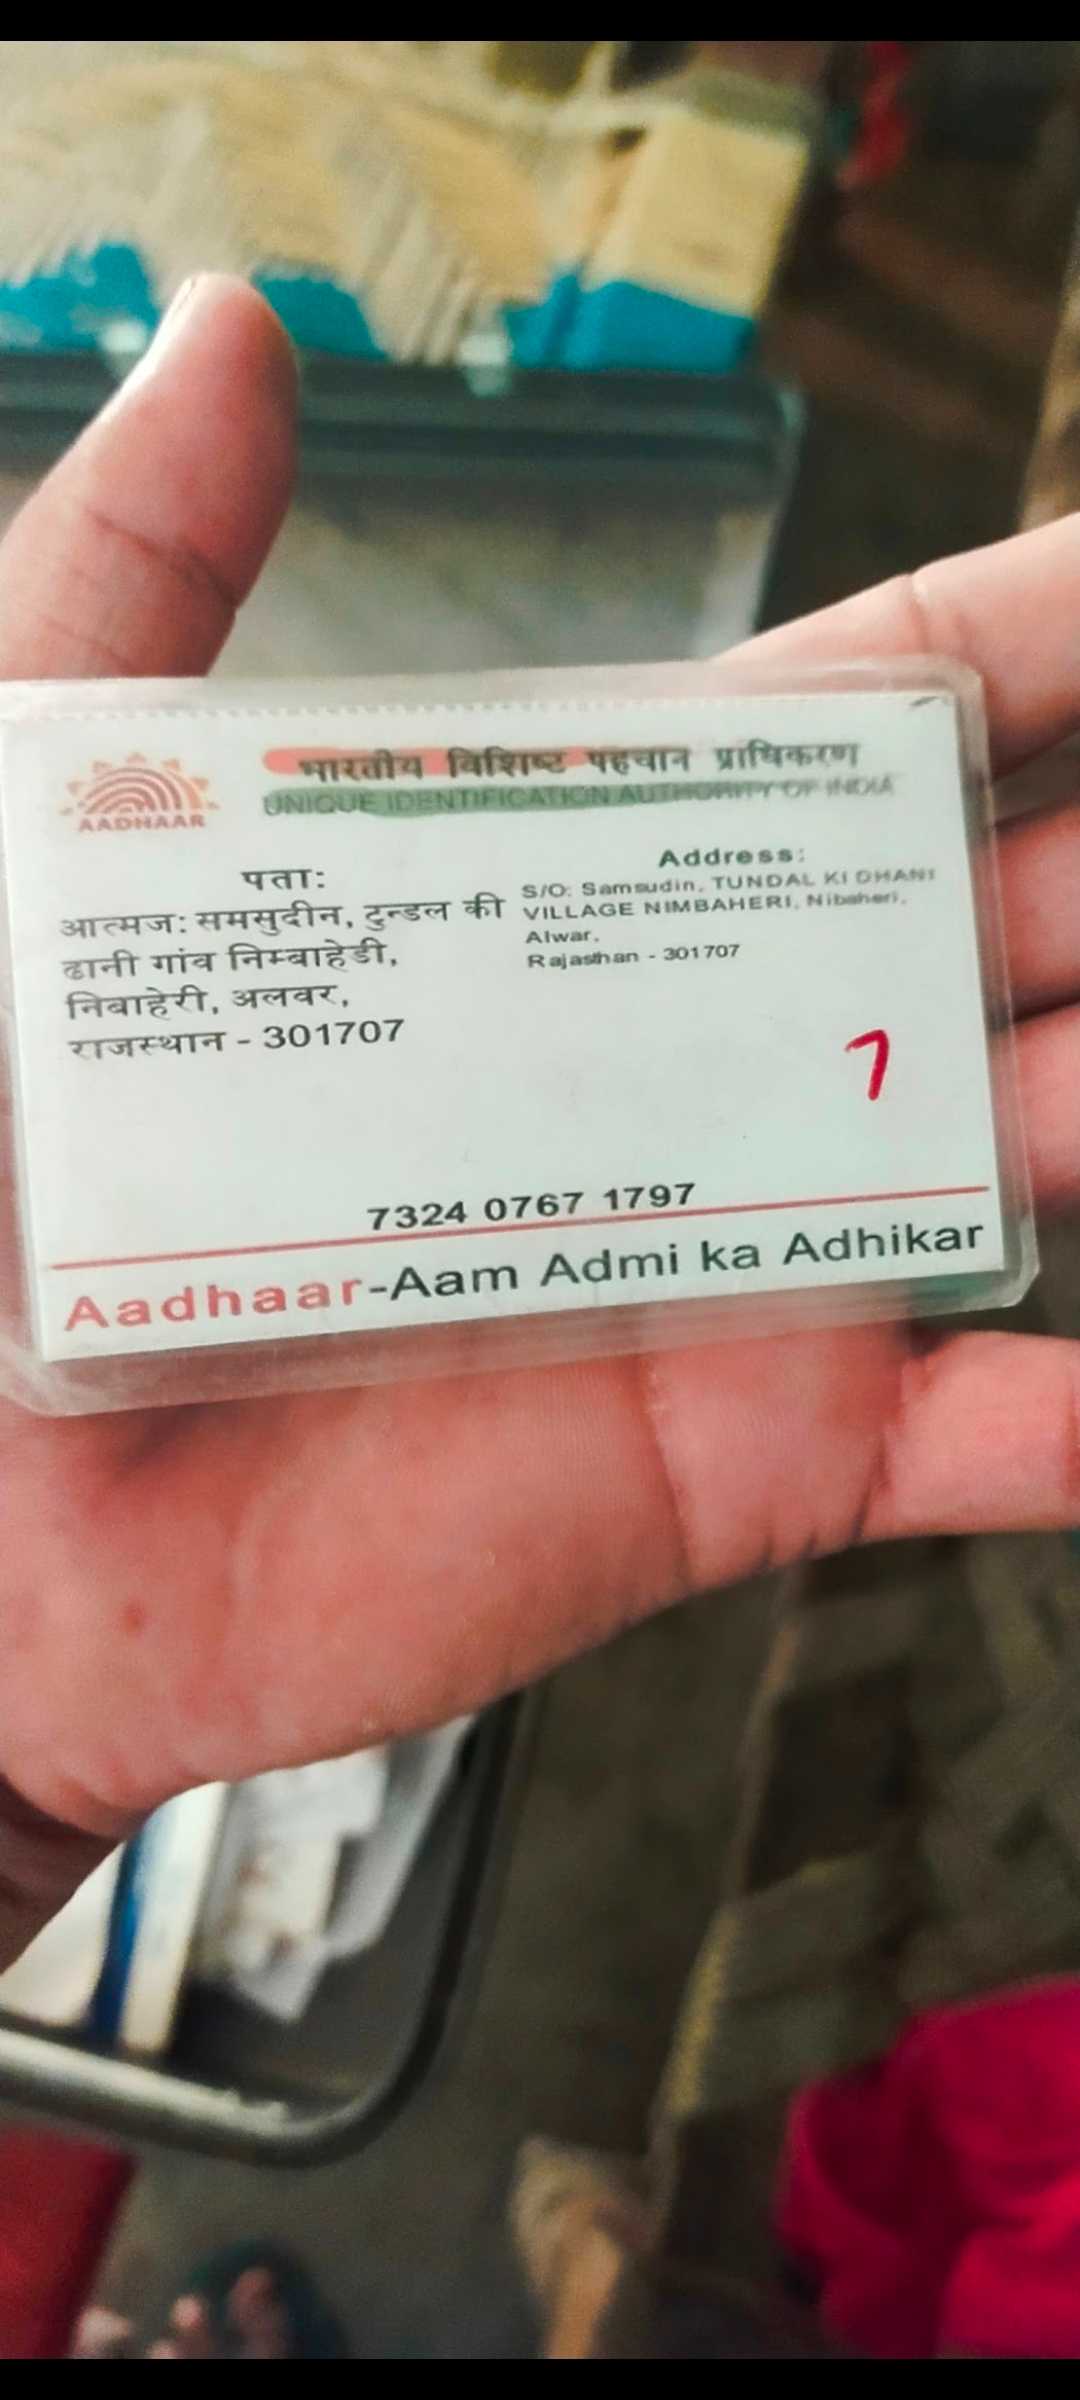 भारतीय विशिष्ट पहचान प्राधिकरण
UNIQUE IDENTIFICATION AUTHORITY OF INDIA
AADHAAR
पता:
आत्मज: समसुदीन, टुन्डल की
ढानी गांव निम्बाहेडी,
निबाहेरी, अलवर,
राजस्थान - 301707
Address:
S/O: Samsudin, TUNDAL KI DHANI
VILLAGE NIMBAHERI, Nibaheri,
Alwar,
Rajasthan - 301707
7
7324 0767 1797
Aadhaar-Aam Admi ka Adhikar